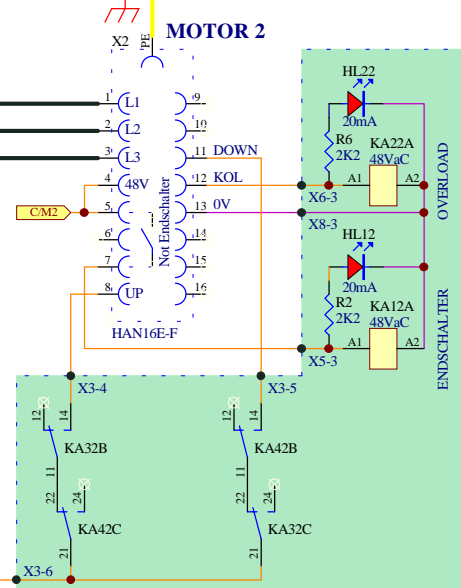 MOTOR 2
X2
PE
1 L1 9
2 L2 10
3 L3 11 DOWN
4 48V 12 KOL
C/M2 5 13 0V
6 14
7 15
8 UP 16
Not Endschalter
HAN16E-F
HL22
20mA
R6
2K2
KA22A
48VaC
A1 A2
X6-3
OVERLOAD
X8-3
HL12
20mA
R2
2K2
KA12A
48VaC
A1 A2
X5-3
ENDSCHALTER
X3-4 X3-5
12 14 12 14
KA32B KA42B
11 11
22 24 22 24
KA42C KA32C
21 21
X3-6